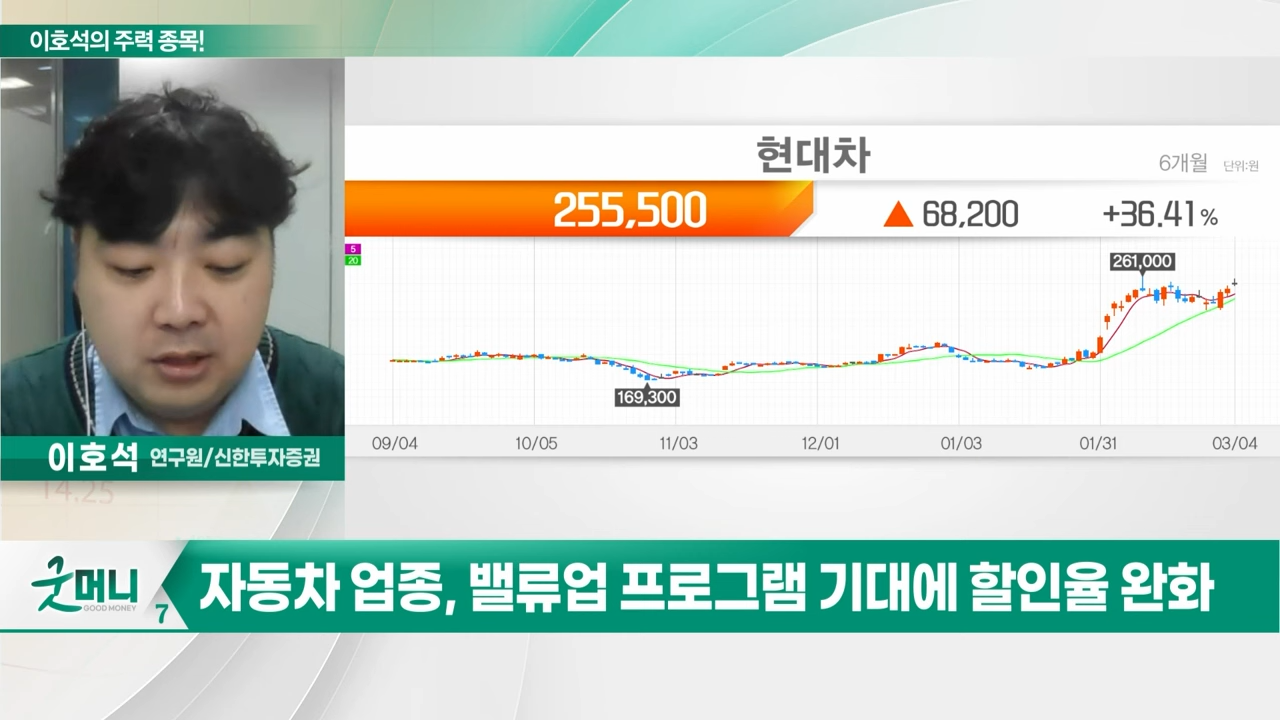 이호석의 주력 종목!
현대차
6개월 단위:원
255,500 ▲ 68,200 +36.41%
5
20
261,000
169,300
09/04 10/05 11/03 12/01 01/03 01/31 03/04
이호석 연구원/신한투자증권
14.25
굿머니
GOOD MONEY
7
자동차 업종, 밸류업 프로그램 기대에 할인율 완화